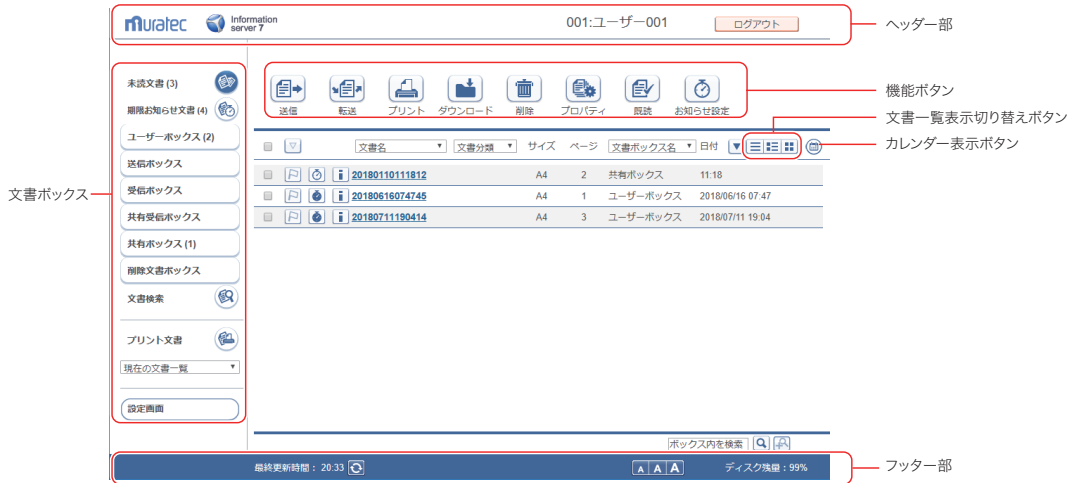 muratec Information server 7 001:ユーザー001 ログアウト ヘッダー部
未読文書 (3)
期限お知らせ文書 (4)
ユーザーボックス (2)
送信ボックス
受信ボックス
共有受信ボックス
共有ボックス (1)
削除文書ボックス
文書検索
プリント文書
現在の文書一覧
設定画面
文書ボックス
送信 転送 プリント ダウンロード 削除 プロパティ 既読 お知らせ設定
機能ボタン
文書一覧表示切り替えボタン
カレンダー表示ボタン
文書名 文書分類 サイズ ページ 文書ボックス名 日付
20180110111812 A4 2 共有ボックス 11:18
20180616074745 A4 1 ユーザーボックス 2018/06/16 07:47
20180711190414 A4 3 ユーザーボックス 2018/07/11 19:04
ボックス内を検索
最終更新時間： 20:33 A A A ディスク残量：99%
フッター部